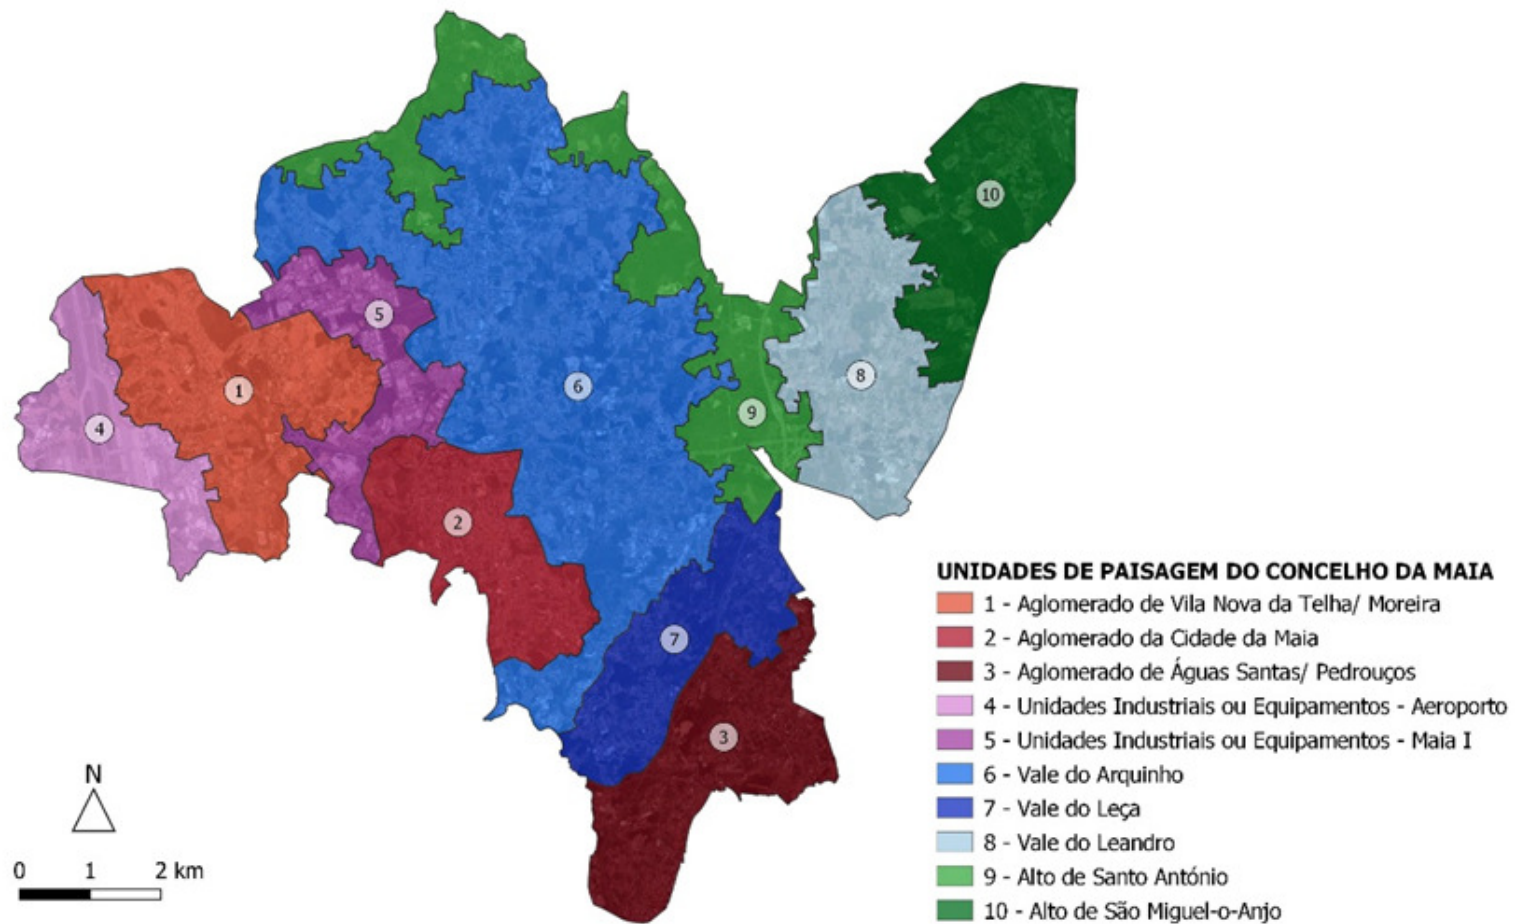 10
5
8
1
6
9
4
2
7
3
UNIDADES DE PAISAGEM DO CONCELHO DA MAIA
1 - Aglomerado de Vila Nova da Telha/ Moreira
2 - Aglomerado da Cidade da Maia
3 - Aglomerado de Águas Santas/ Pedrouços
4 - Unidades Industriais ou Equipamentos - Aeroporto
5 - Unidades Industriais ou Equipamentos - Maia I
6 - Vale do Arquinho
7 - Vale do Leça
8 - Vale do Leandro
9 - Alto de Santo António
10 - Alto de São Miguel-o-Anjo
N
0 1 2 km